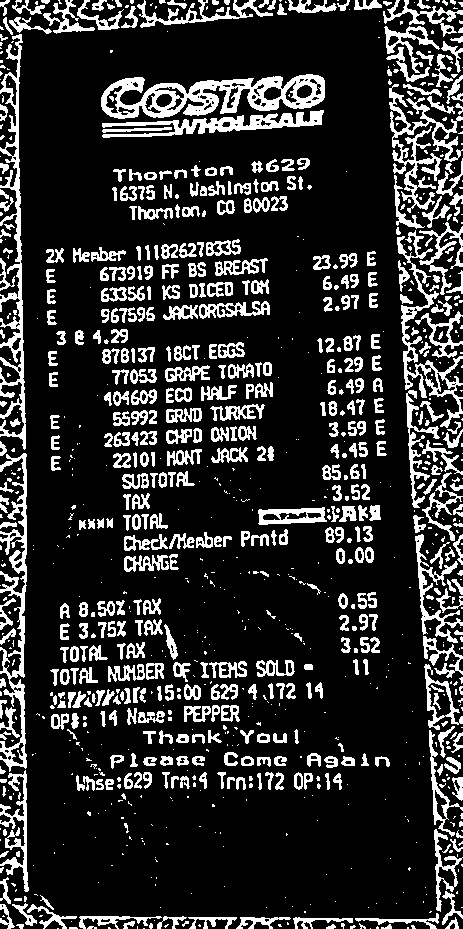 COSTCO
WHOLESALE
Thornton #629
16375 N. Washington St.
Thornton, CO 80023
2X Member 111826278335
E 673919 FF BS BREAST 23.99 E
E 633561 KS DICED TOM 6.49 E
E 967596 JACKORGSALSA 2.97 E
3 @ 4.29
E 878137 18CT EGGS 12.87 E
E 77053 GRAPE TOMATO 6.29 E
404609 ECO HALF PAN 6.49 A
E 55992 GRND TURKEY 18.47 E
E 263423 CHPD ONION 3.59 E
E 22101 MONT JACK 2# 4.45 E
SUBTOTAL 85.61
TAX 3.52
**** TOTAL
Check/Member Prntd 89.13
CHANGE 0.00
A 8.50% TAX 0.55
E 3.75% TAX 2.97
TOTAL TAX 3.52
TOTAL NUMBER OF ITEMS SOLD = 11
15:00 629 4 172 14
OP#: 14 Name: PEPPER
Thank You!
Please Come Again
Whse:629 Trm:4 Trn:172 OP:14